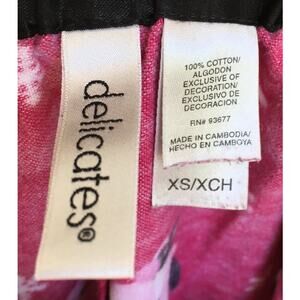 delicates®
100% COTTON/
ALGODON
EXCLUSIVE OF
DECORATION/
EXCLUSIVO DE
DECORACION
RN# 93677
MADE IN CAMBODIA/
HECHO EN CAMBOYA
XS/XCH